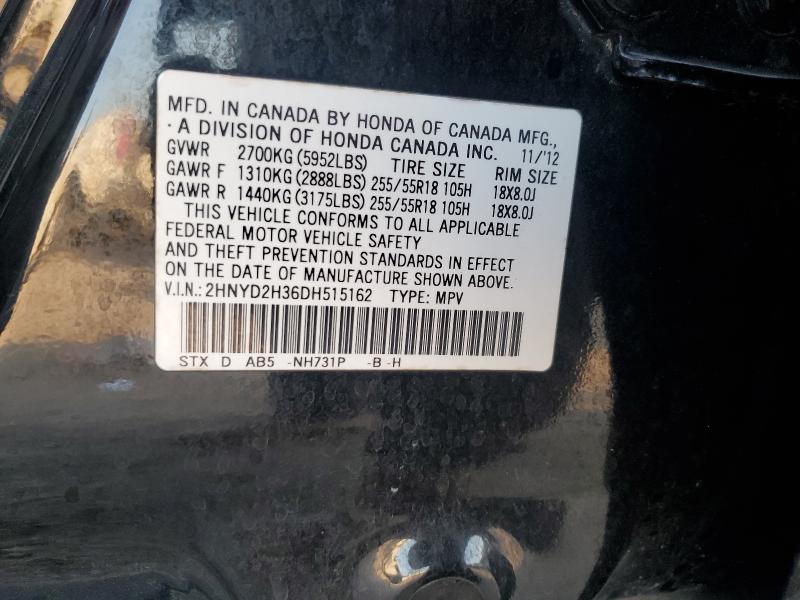 MFD. IN CANADA BY HONDA OF CANADA MFG.,
· A DIVISION OF HONDA CANADA INC. 11/'12
GVWR 2700KG (5952LBS) TIRE SIZE RIM SIZE
GAWR F 1310KG (2888LBS) 255/55R18 105H 18X8.0J
GAWR R 1440KG (3175LBS) 255/55R18 105H 18X8.0J
THIS VEHICLE CONFORMS TO ALL APPLICABLE
FEDERAL MOTOR VEHICLE SAFETY
AND THEFT PREVENTION STANDARDS IN EFFECT
ON THE DATE OF MANUFACTURE SHOWN ABOVE.
V.I.N.: 2HNYD2H36DH515162 TYPE: MPV
STX D AB5 -NH731P -B -H